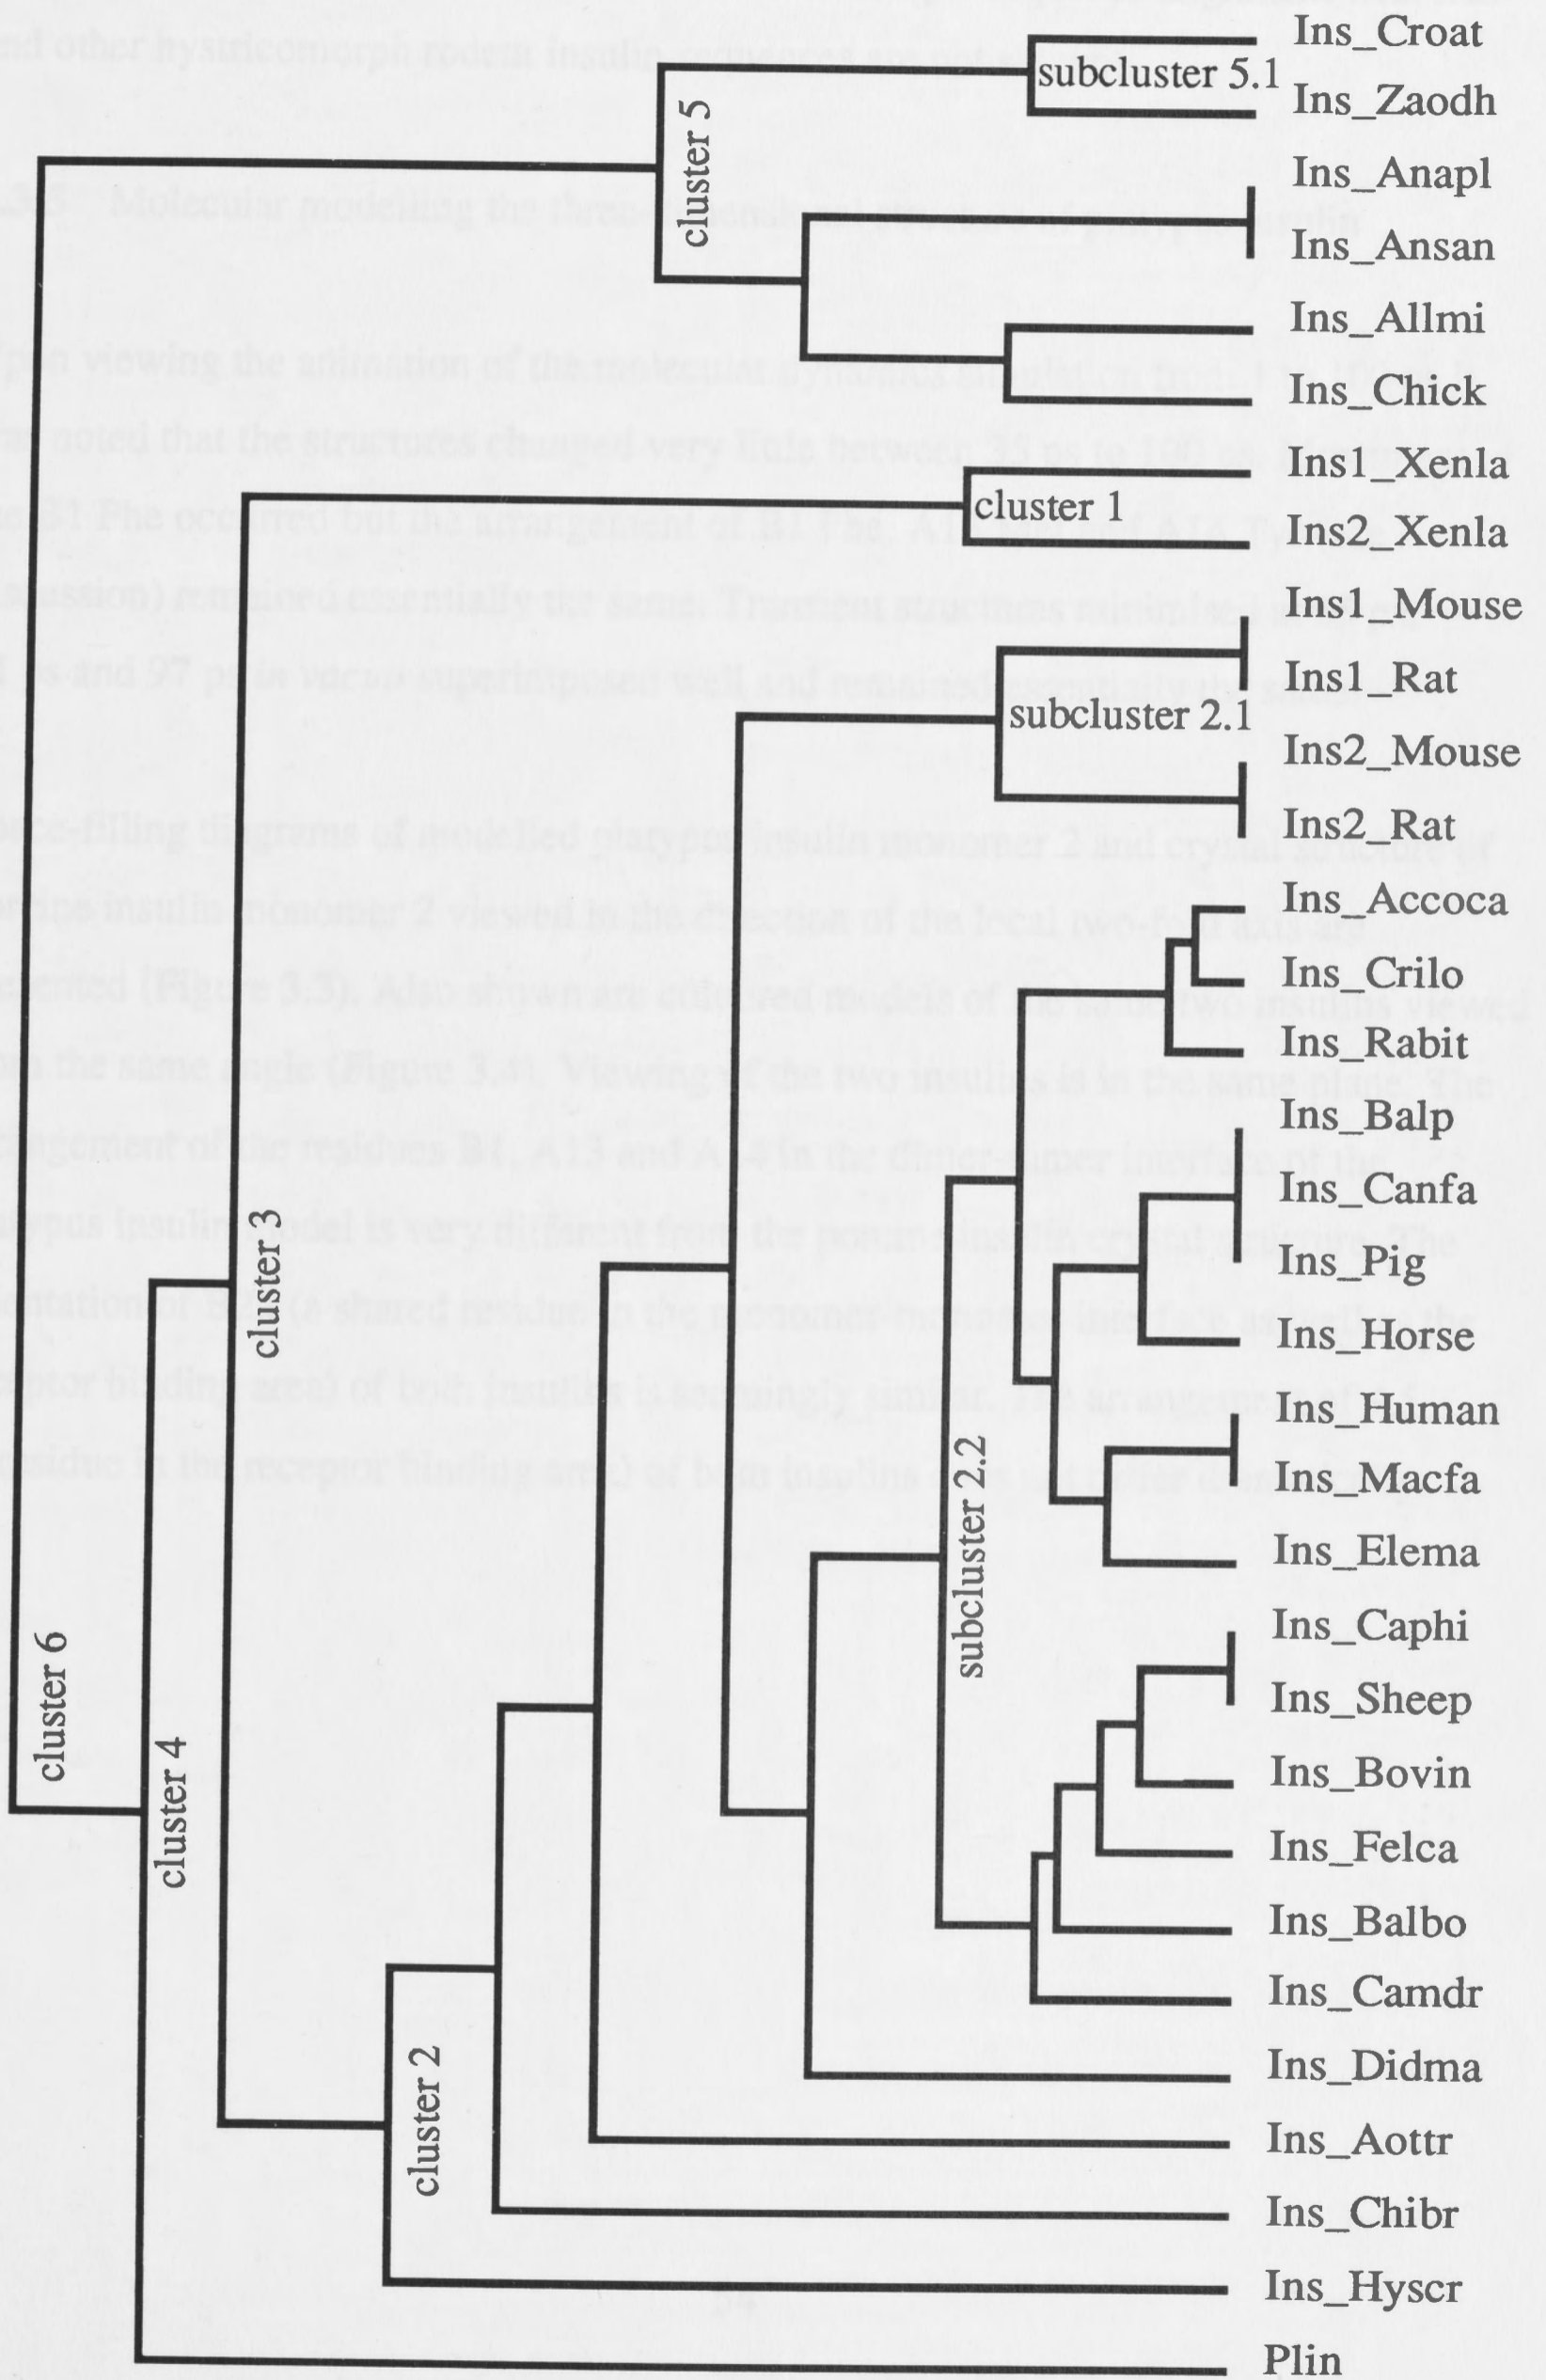 Ins_Croat
subcluster 5.1
Ins_Zaodh
cluster 5
Ins_Anapl
Ins_Ansan
Ins_Allmi
Ins_Chick
Ins1_Xenla
cluster 1
Ins2_Xenla
Ins1_Mouse
Ins1_Rat
subcluster 2.1
Ins2_Mouse
Ins2_Rat
Ins_Accoca
Ins_Crilo
Ins_Rabit
Ins_Balp
Ins_Canfa
Ins_Pig
cluster 3
Ins_Horse
Ins_Human
Ins_Macfa
subcluster 2.2
Ins_Elema
Ins_Caphi
Ins_Sheep
cluster 6
Ins_Bovin
cluster 4
Ins_Felca
Ins_Balbo
Ins_Camdr
Ins_Didma
cluster 2
Ins_Aottr
Ins_Chibr
Ins_Hyscr
Plin